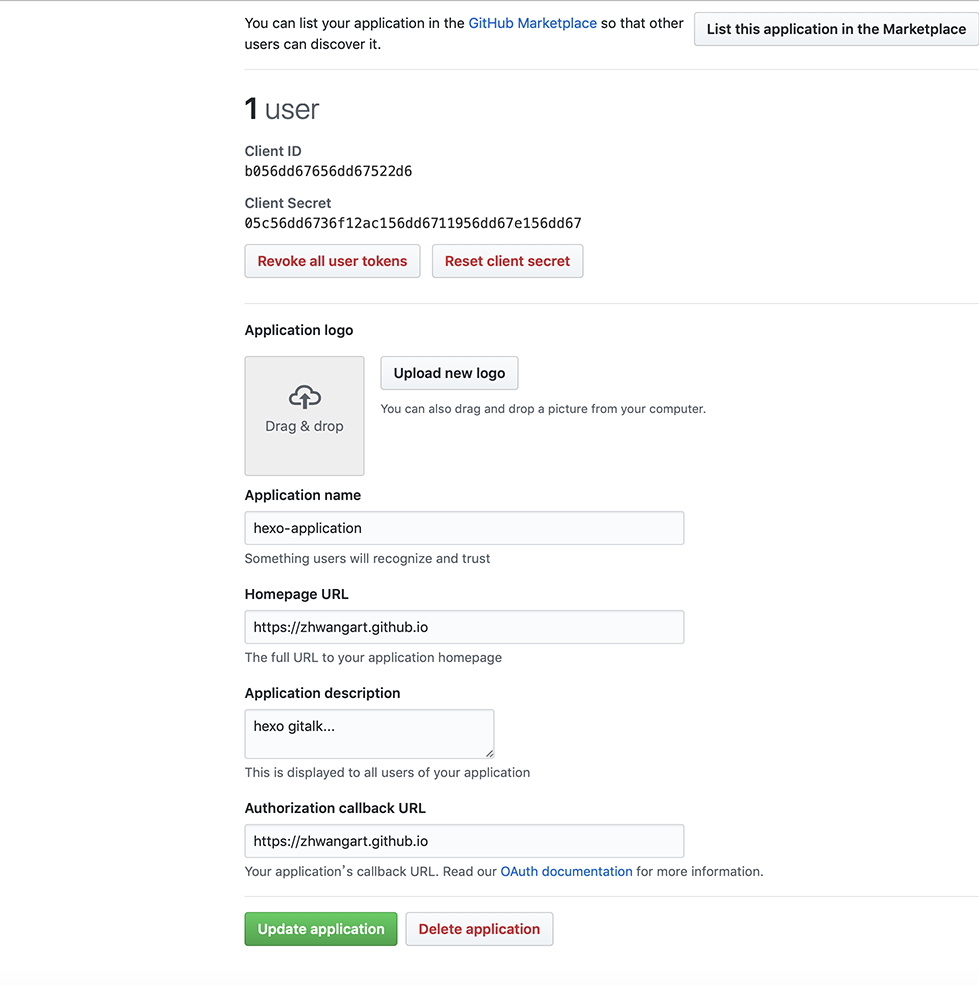 You can list your application in the GitHub Marketplace so that other
users can discover it.
List this application in the Marketplace
1 user
Client ID
b056dd67656dd67522d6
Client Secret
05c56dd6736f12ac156dd6711956dd67e156dd67
Revoke all user tokens
Reset client secret
Application logo
Drag & drop
Upload new logo
You can also drag and drop a picture from your computer.
Application name
hexo-application
Something users will recognize and trust
Homepage URL
https://zhwangart.github.io
The full URL to your application homepage
Application description
hexo gitalk...
This is displayed to all users of your application
Authorization callback URL
https://zhwangart.github.io
Your application's callback URL. Read our OAuth documentation for more information.
Update application
Delete application